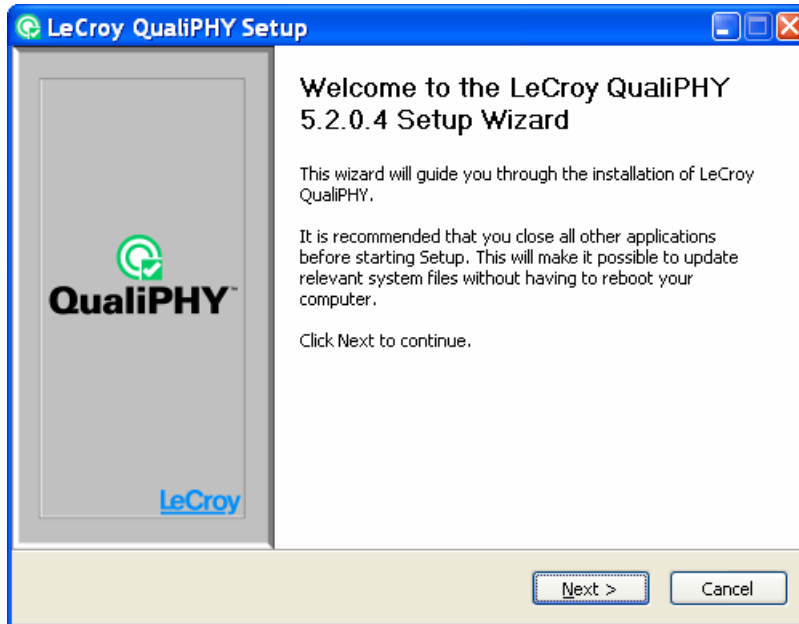 LeCroy QualiPHY Setup
Welcome to the LeCroy QualiPHY
5.2.0.4 Setup Wizard
This wizard will guide you through the installation of LeCroy
QualiPHY.
It is recommended that you close all other applications
before starting Setup. This will make it possible to update
relevant system files without having to reboot your
computer.
Click Next to continue.
QualiPHY™
LeCroy
Next >
Cancel